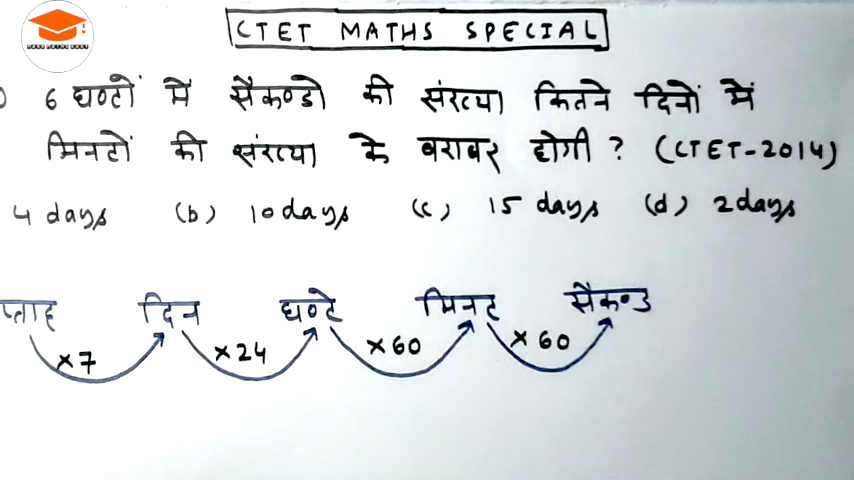 CTET MATHS SPECIAL
6 घण्टों में सैकण्डो की संख्या कितने दिनों में
मिनटों की संख्या के बराबर होगी ? (CTET-2014)
4 days (b) 10 days (c) 15 days (d) 2 days
प्ताह दिन घण्टे मिनट सैकण्ड
×7 ×24 ×60 ×60